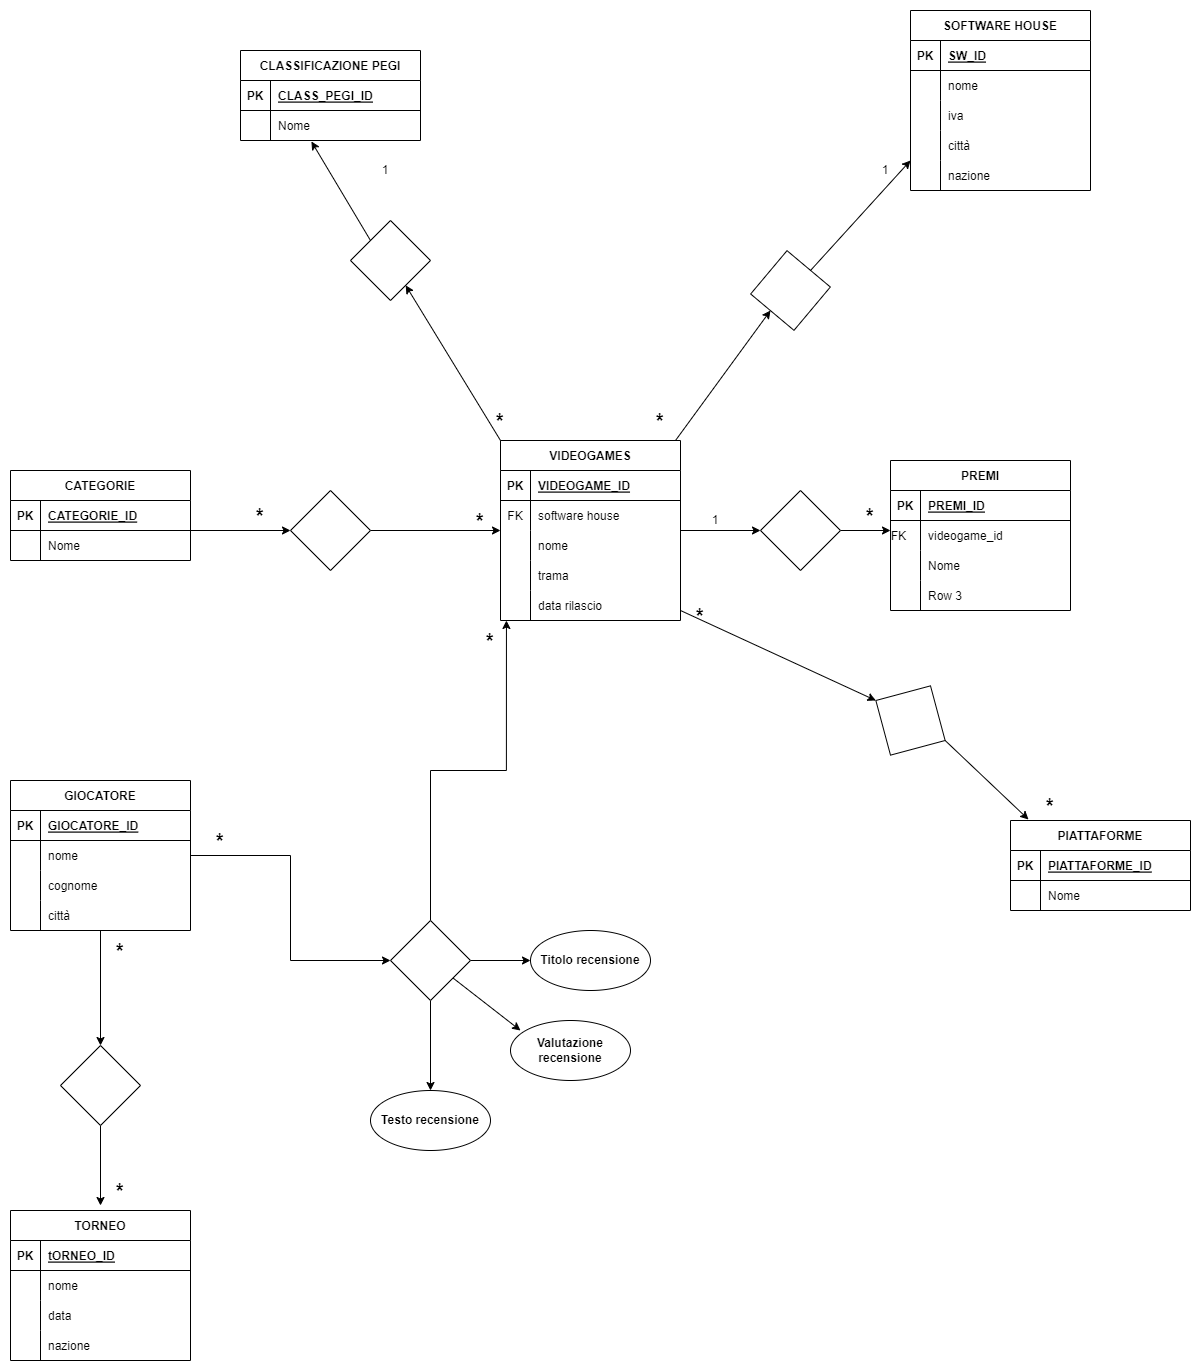 SOFTWARE HOUSE
PK SW_ID
nome
iva
città
nazione
CLASSIFICAZIONE PEGI
PK CLASS_PEGI_ID
Nome
1
1
*
*
VIDEOGAMES
PK VIDEOGAME_ID
FK software house
nome
trama
data rilascio
CATEGORIE
PK CATEGORIE_ID
Nome
*
*
PREMI
PK PREMI_ID
FK videogame_id
Nome
Row 3
1
*
*
*
*
PIATTAFORME
PK PIATTAFORME_ID
Nome
GIOCATORE
PK GIOCATORE_ID
nome
cognome
città
*
*
Titolo recensione
Valutazione
recensione
Testo recensione
*
TORNEO
PK tORNEO_ID
nome
data
nazione